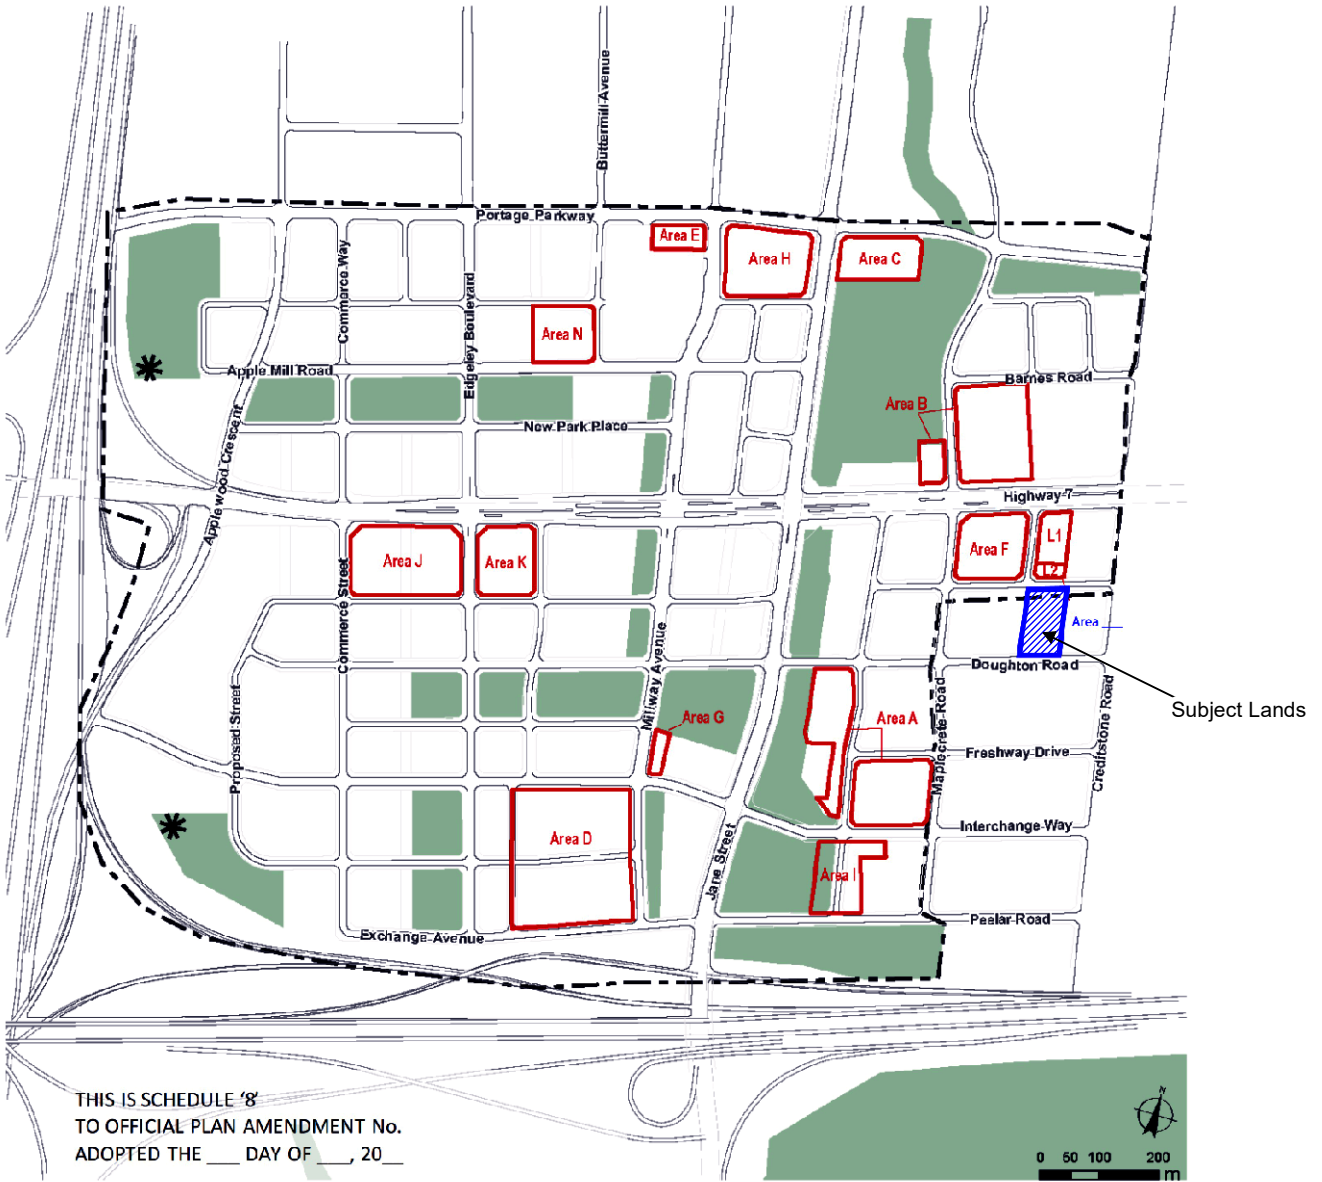 Buttermill Avenue
Portage Parkway
Area E
Area H
Area C
Commerce Way
Edgeley Boulevard
Area N
Apple Mill Road
Barnes Road
Area B
Applewood Crescent
New Park Place
Highway 7
Area J
Area K
Area F
L1
L2
Commerce Street
Area
Doughton Road
Millway Avenue
Subject Lands
Proposed Street
Area G
Area A
Maplecrete Road
Creditstone Road
Freshway Drive
Area D
Interchange Way
Jane Street
Area I
Peelar Road
Exchange Avenue
THIS IS SCHEDULE '8'
TO OFFICIAL PLAN AMENDMENT No.
ADOPTED THE ___ DAY OF ___, 20__
N
0 50 100 200
m